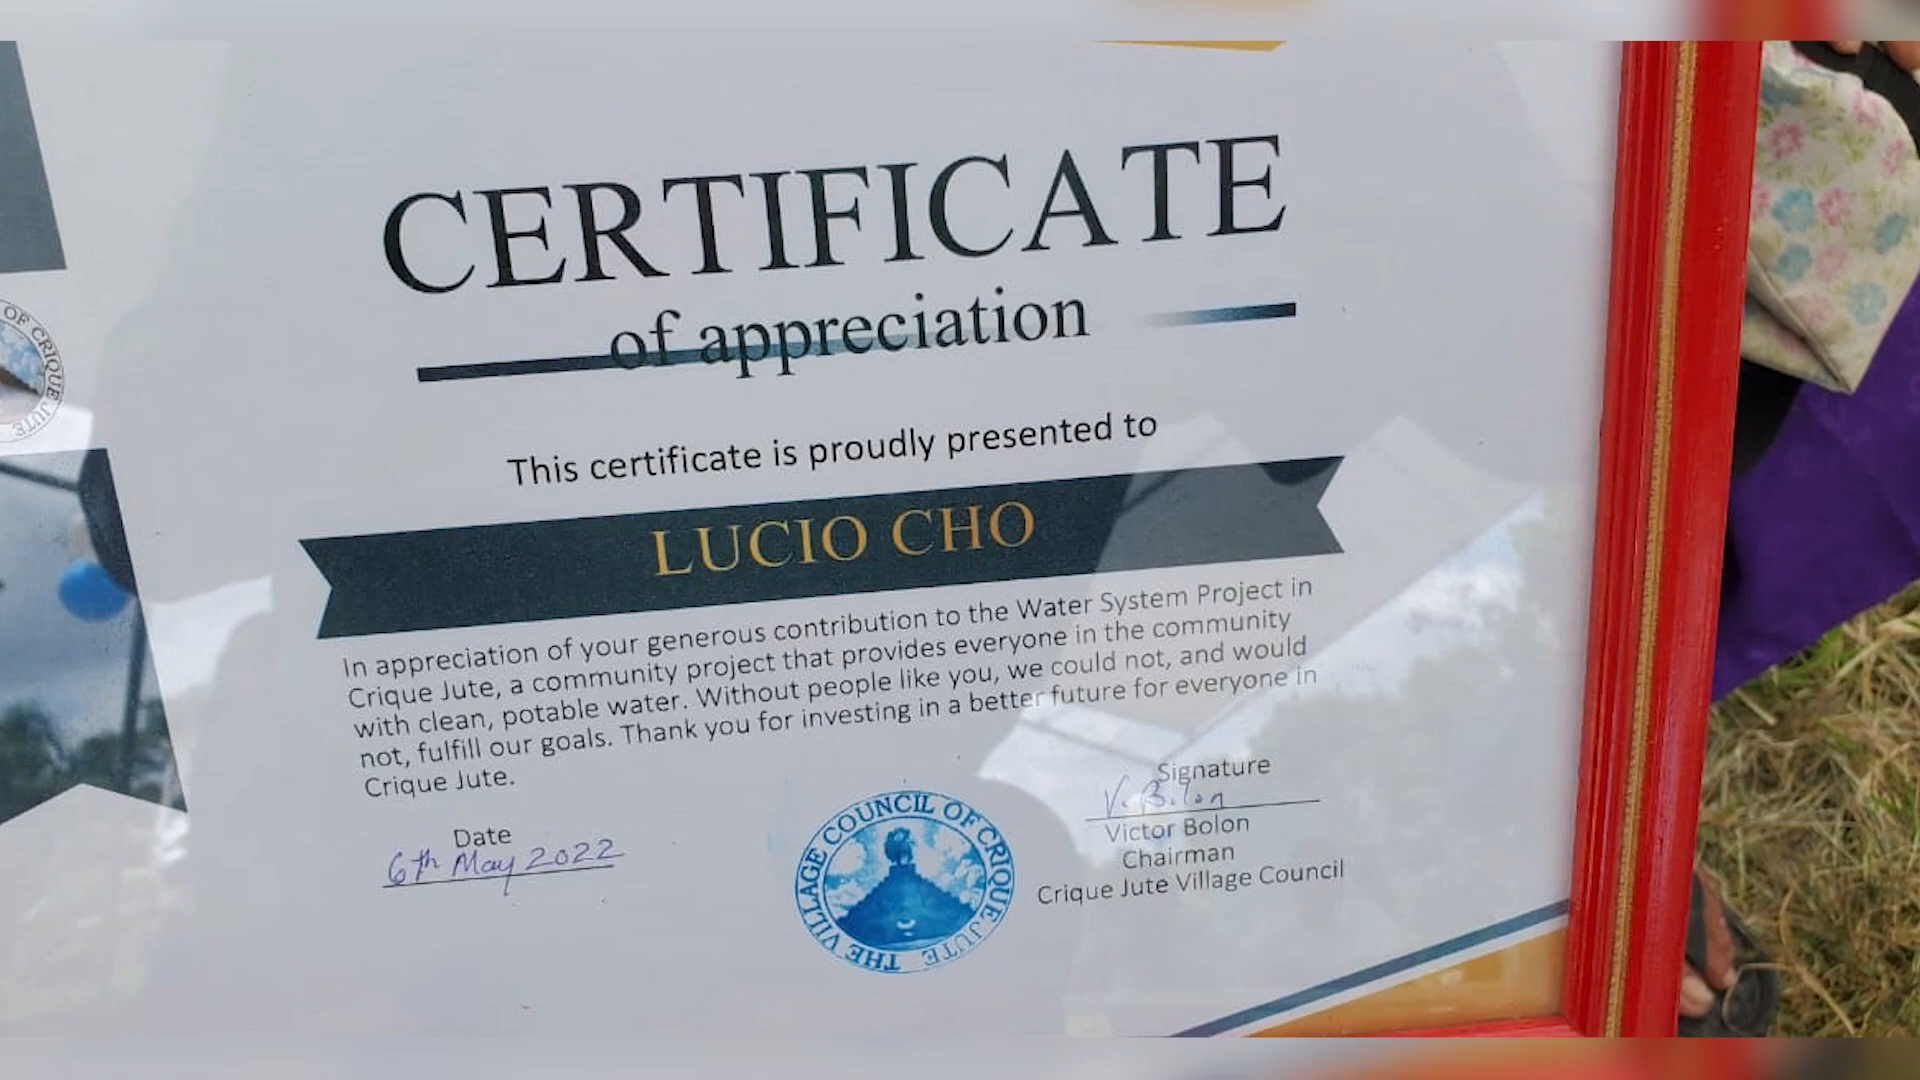 CERTIFICATE
of appreciation
This certificate is proudly presented to
LUCIO CHO
In appreciation of your generous contribution to the Water System Project in
Crique Jute, a community project that provides everyone in the community
with clean, potable water. Without people like you, we could not, and would
not, fulfill our goals. Thank you for investing in a better future for everyone in
Crique Jute.
Date
6th May 2022
THE VILLAGE COUNCIL OF CRIQUE JUTE
Signature
V. Bolon
Victor Bolon
Chairman
Crique Jute Village Council
OF CRIQUE JUTE